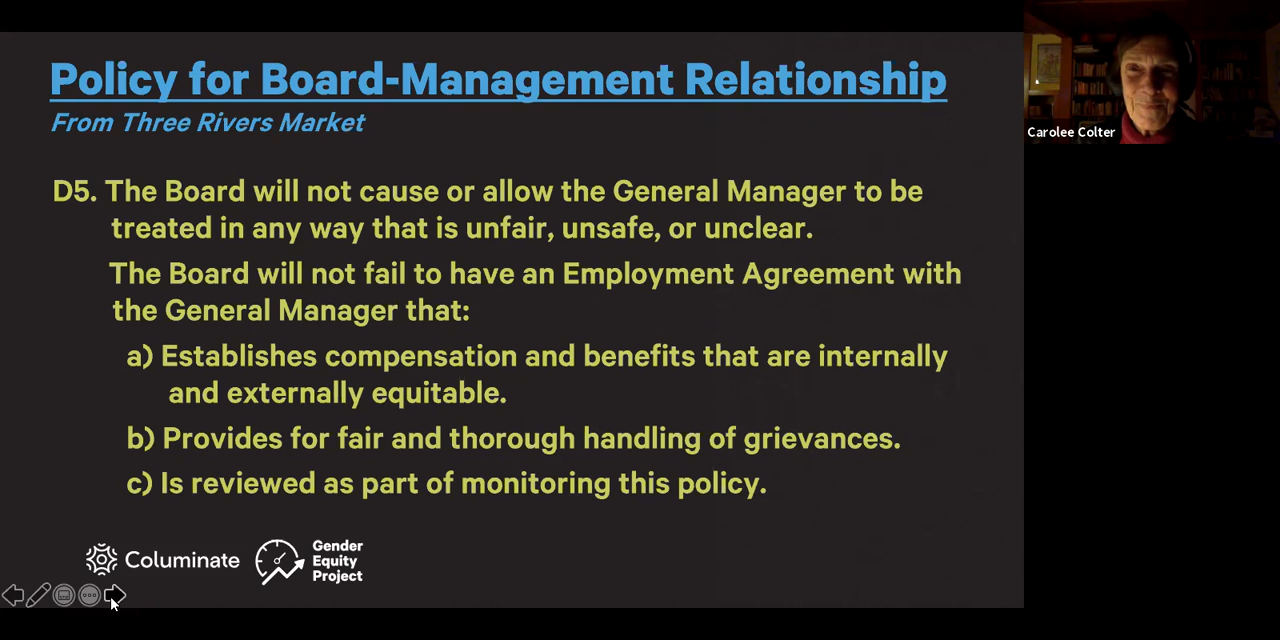 Policy for Board-Management Relationship
From Three Rivers Market
D5. The Board will not cause or allow the General Manager to be
treated in any way that is unfair, unsafe, or unclear.
The Board will not fail to have an Employment Agreement with
the General Manager that:
a) Establishes compensation and benefits that are internally
and externally equitable.
b) Provides for fair and thorough handling of grievances.
c) Is reviewed as part of monitoring this policy.
Columinate
Gender
Equity
Project
Carolee Colter